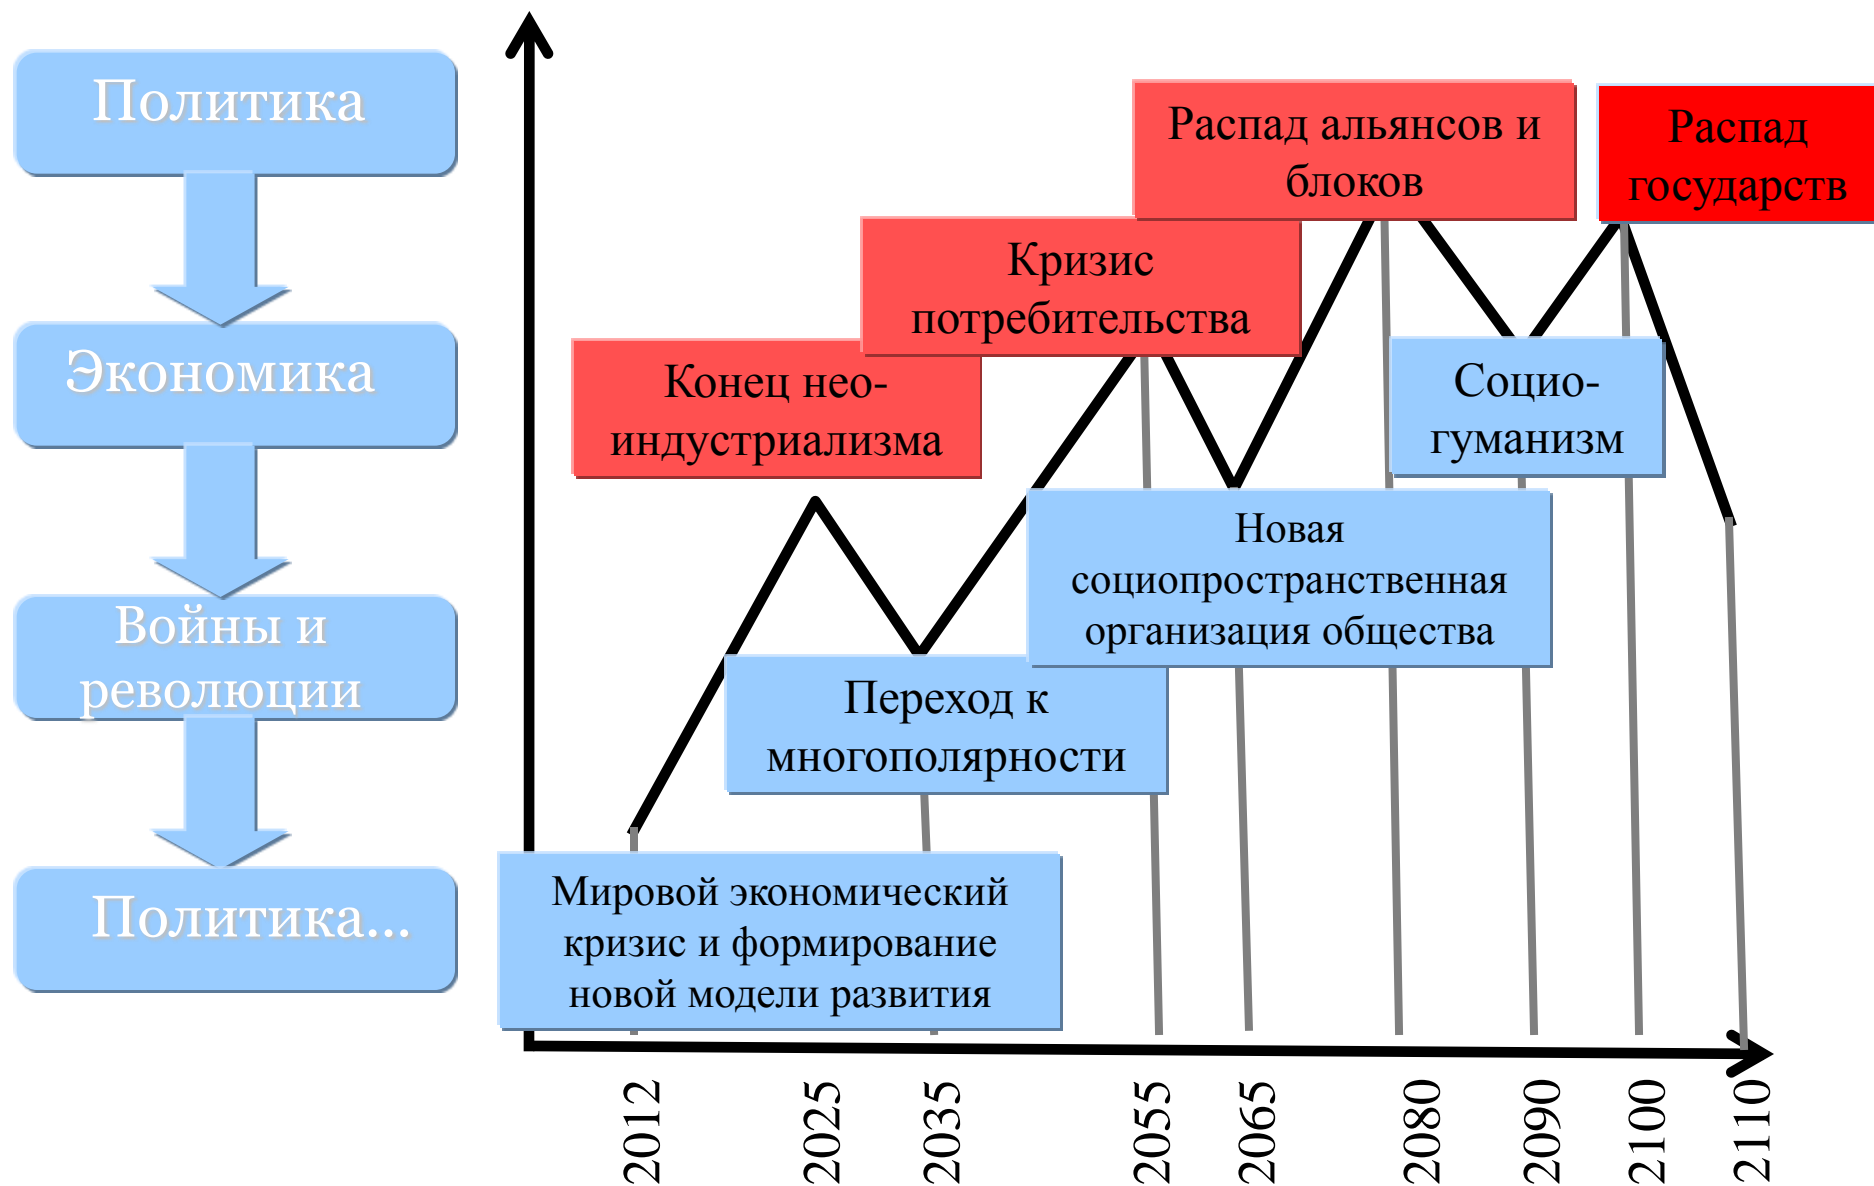 Политика
Экономика
Войны и
революции
Политика...
Распад альянсов и
блоков
Распад
государств
Кризис
потребительства
Конец нео-
индустриализма
Социо-
гуманизм
Новая
социопространственная
организация общества
Переход к
многополярности
Мировой экономический
кризис и формирование
новой модели развития
2012
2025
2035
2055
2065
2080
2090
2100
2110